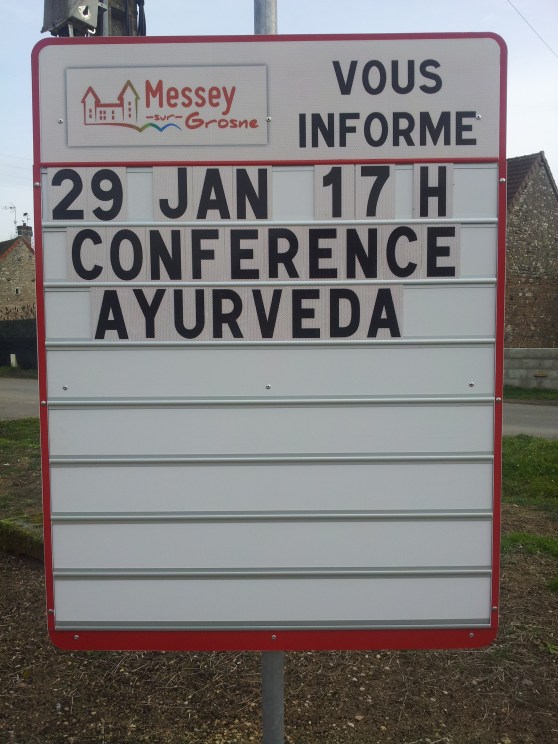 Messey
-sur-
Grosne
VOUS
INFORME
29 JAN 17 H
CONFERENCE
AYURVEDA